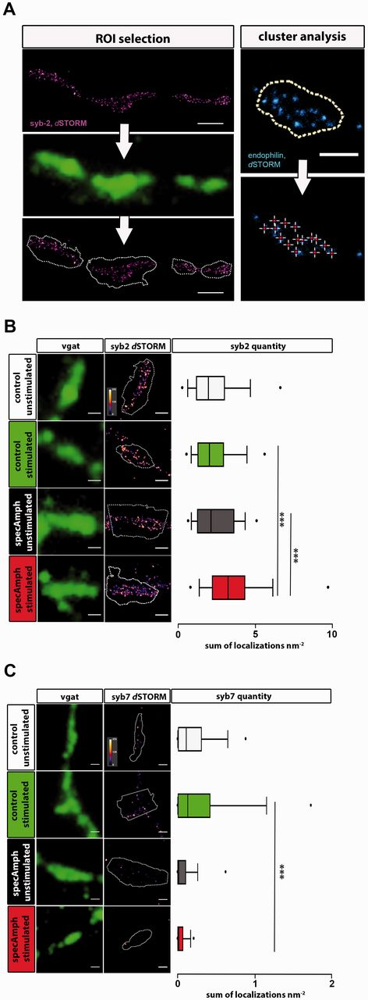 A
ROI selection
cluster analysis
syb-2, dSTORM
endophilin,
dSTORM
B
vgat
syb2 dSTORM
syb2 quantity
control
unstimulated
control
stimulated
specAmph
unstimulated
specAmph
stimulated
***
***
0
5
10
sum of localizations nm⁻²
C
vgat
syb7 dSTORM
syb7 quantity
control
unstimulated
control
stimulated
specAmph
unstimulated
specAmph
stimulated
***
0
1
2
sum of localizations nm⁻²